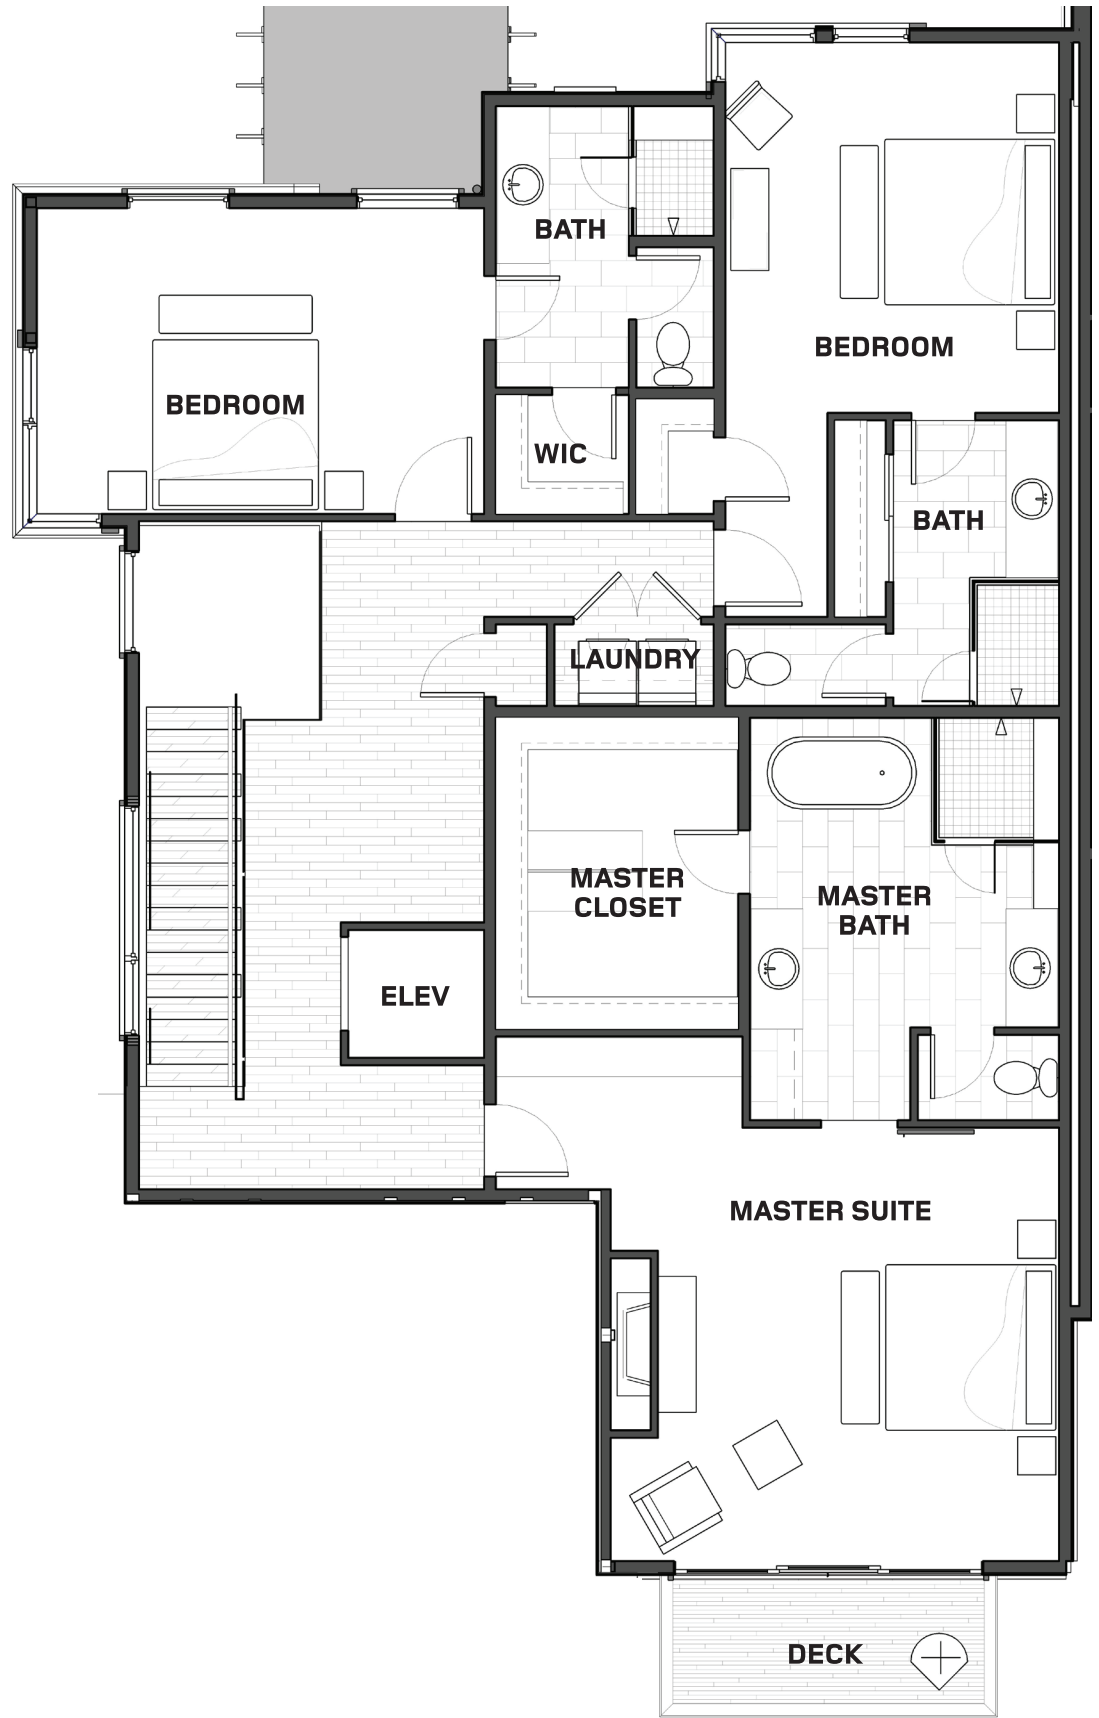 BATH
BEDROOM
BEDROOM
WIC
BATH
LAUNDRY
MASTER
CLOSET
MASTER
BATH
ELEV
MASTER SUITE
DECK